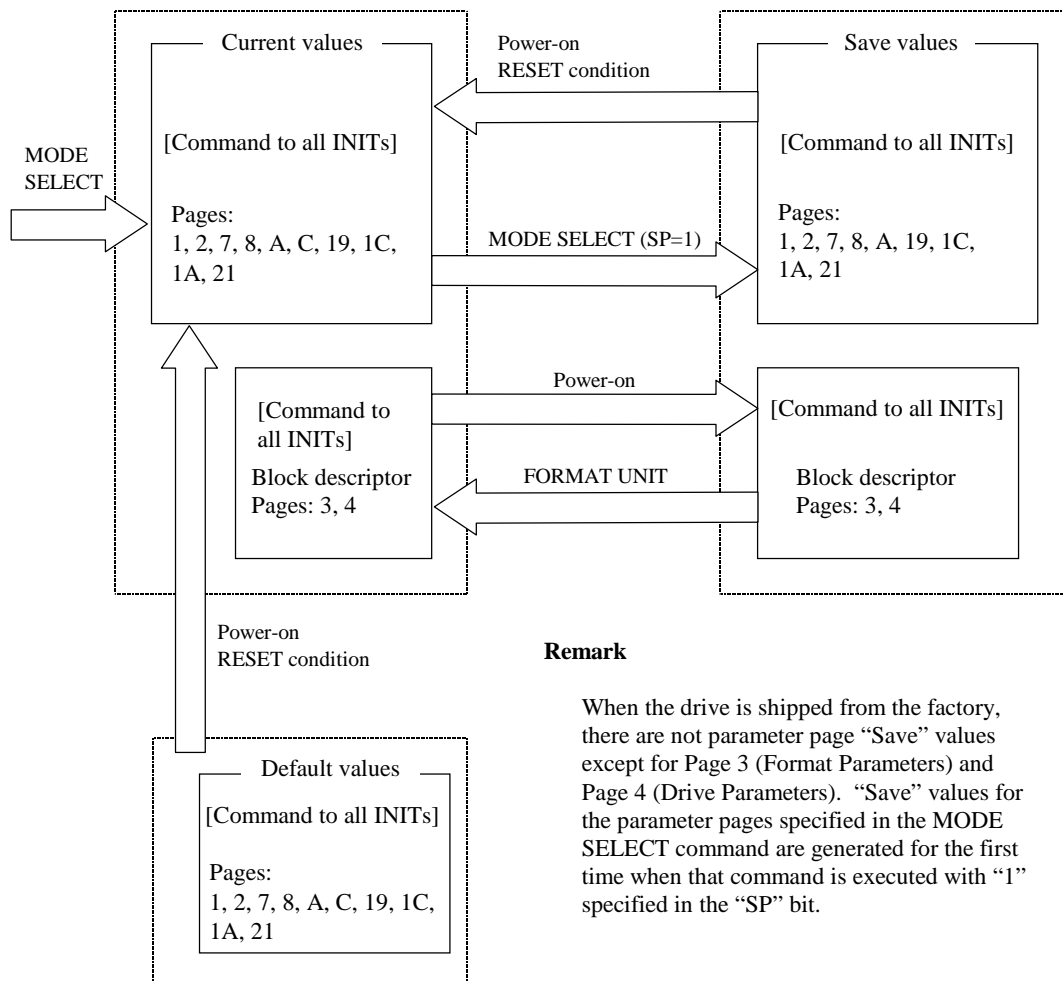 Current values
Power-on
RESET condition
Save values
[Command to all INITs]
[Command to all INITs]
MODE
SELECT
Pages:
1, 2, 7, 8, A, C, 19, 1C,
1A, 21
MODE SELECT (SP=1)
Pages:
1, 2, 7, 8, A, 19, 1C,
1A, 21
[Command to
all INITs]
Block descriptor
Pages: 3, 4
Power-on
FORMAT UNIT
[Command to all INITs]
Block descriptor
Pages: 3, 4
Power-on
RESET condition
Default values
[Command to all INITs]
Pages:
1, 2, 7, 8, A, C, 19, 1C,
1A, 21
Remark
When the drive is shipped from the factory,
there are not parameter page “Save” values
except for Page 3 (Format Parameters) and
Page 4 (Drive Parameters). “Save” values for
the parameter pages specified in the MODE
SELECT command are generated for the first
time when that command is executed with “1”
specified in the “SP” bit.